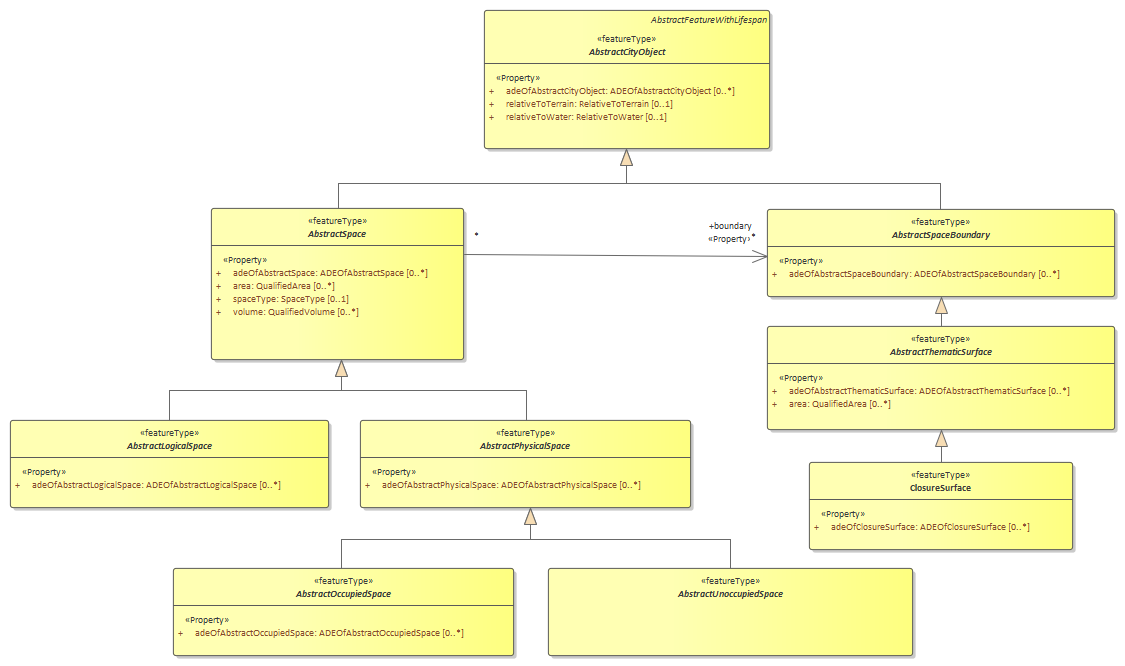 AbstractFeatureWithLifespan
«featureType»
AbstractCityObject
«Property»
+ adeOfAbstractCityObject: ADEOfAbstractCityObject [0..*]
+ relativeToTerrain: RelativeToTerrain [0..1]
+ relativeToWater: RelativeToWater [0..1]
«featureType»
AbstractSpace
«Property»
+ adeOfAbstractSpace: ADEOfAbstractSpace [0..*]
+ area: QualifiedArea [0..*]
+ spaceType: SpaceType [0..1]
+ volume: QualifiedVolume [0..*]
*
+boundary
«Property» *
«featureType»
AbstractSpaceBoundary
«Property»
+ adeOfAbstractSpaceBoundary: ADEOfAbstractSpaceBoundary [0..*]
«featureType»
AbstractThematicSurface
«Property»
+ adeOfAbstractThematicSurface: ADEOfAbstractThematicSurface [0..*]
+ area: QualifiedArea [0..*]
«featureType»
AbstractLogicalSpace
«Property»
+ adeOfAbstractLogicalSpace: ADEOfAbstractLogicalSpace [0..*]
«featureType»
AbstractPhysicalSpace
«Property»
+ adeOfAbstractPhysicalSpace: ADEOfAbstractPhysicalSpace [0..*]
«featureType»
ClosureSurface
«Property»
+ adeOfClosureSurface: ADEOfClosureSurface [0..*]
«featureType»
AbstractOccupiedSpace
«Property»
+ adeOfAbstractOccupiedSpace: ADEOfAbstractOccupiedSpace [0..*]
«featureType»
AbstractUnoccupiedSpace